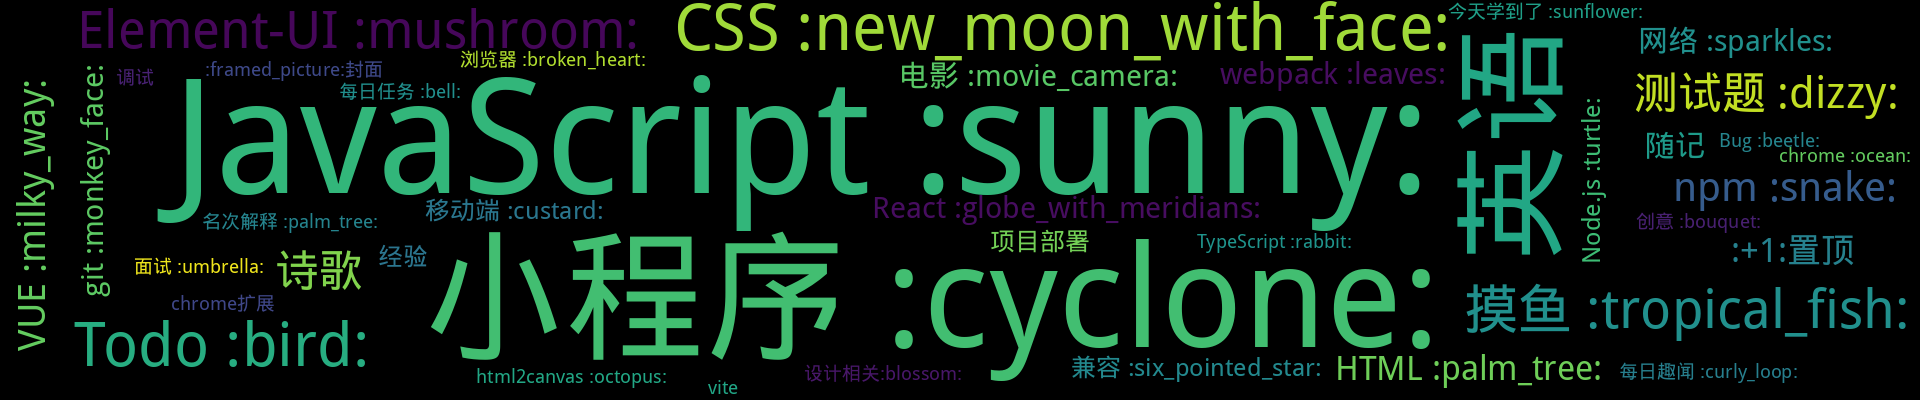 Element-UI :mushroom:
CSS :new_moon_with_face:
今天学到了 :sunflower:
网络 :sparkles:
浏览器 :broken_heart:
:framed_picture:封面
调试
电影 :movie_camera:
webpack :leaves:
每日任务 :bell:
测试题 :dizzy:
JavaScript :sunny:
英语
VUE :milky_way:
git :monkey_face:
Node.js :turtle:
随记
Bug :beetle:
chrome :ocean:
npm :snake:
名次解释 :palm_tree:
移动端 :custard:
React :globe_with_meridians:
创意 :bouquet:
项目部署
TypeScript :rabbit:
:+1:置顶
面试 :umbrella:
诗歌
经验
小程序 :cyclone:
chrome扩展
摸鱼 :tropical_fish:
Todo :bird:
html2canvas :octopus:
vite
设计相关:blossom:
兼容 :six_pointed_star:
HTML :palm_tree:
每日趣闻 :curly_loop: